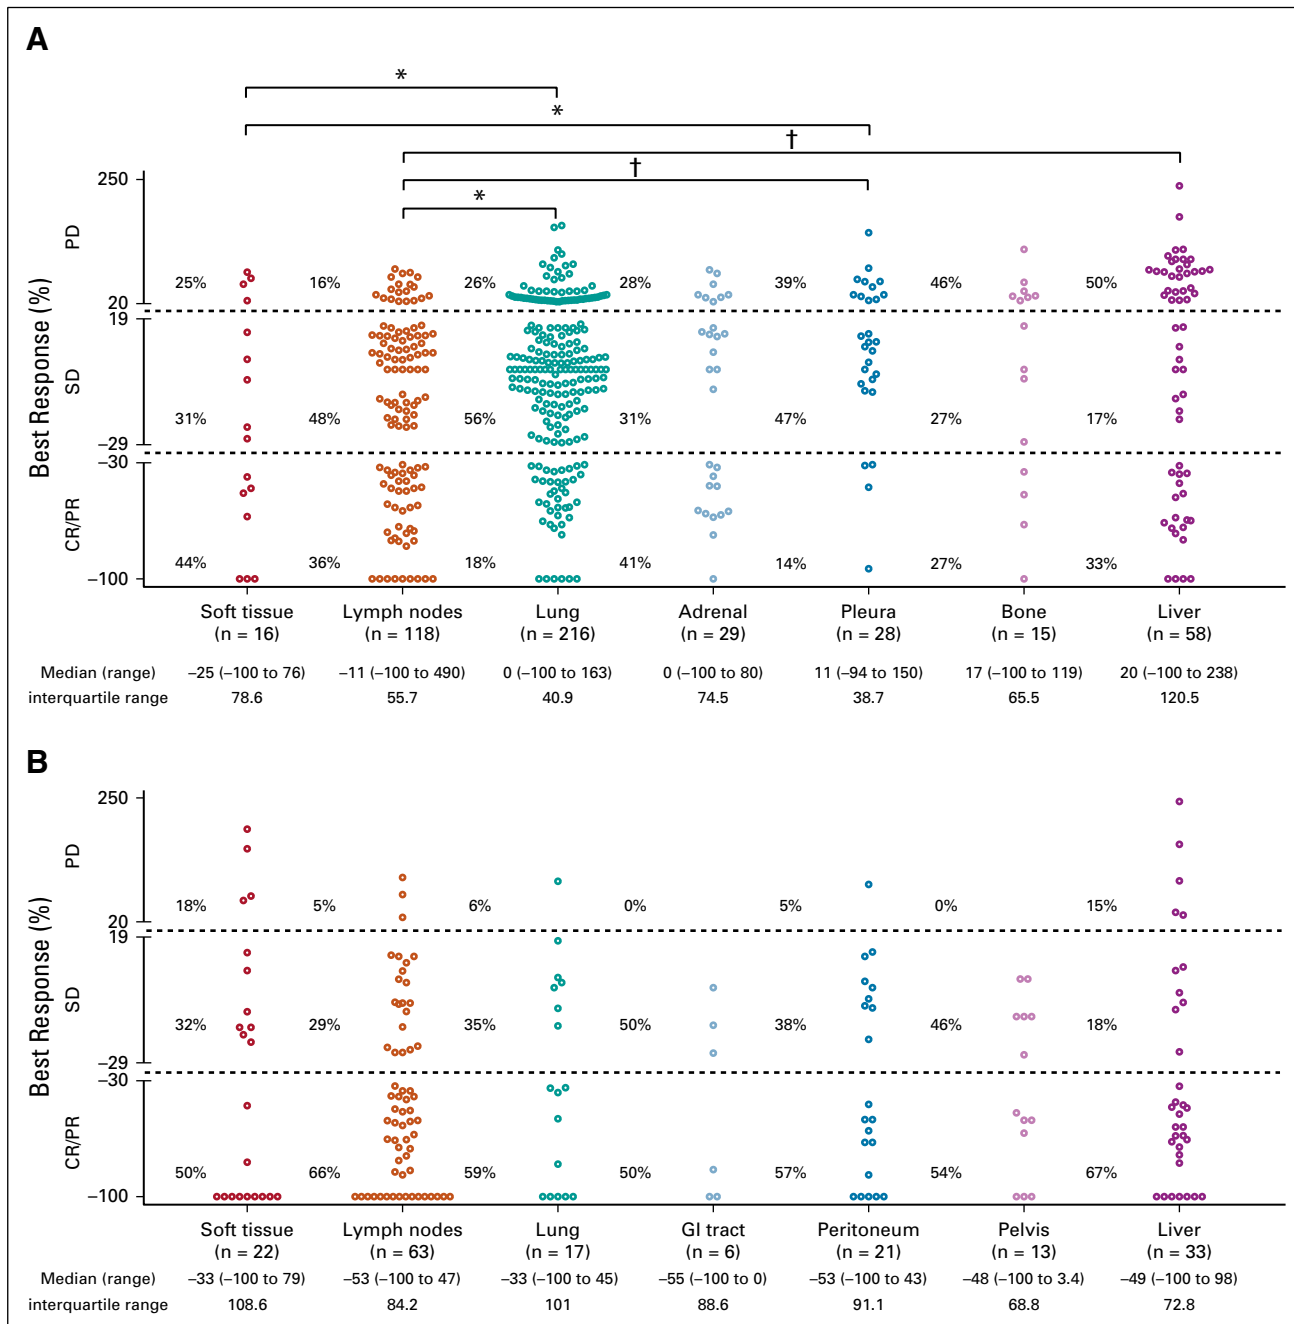 A
*
*
†
†
*
250
PD
25% 16% 26% 28% 39% 46% 50%
20
19
Best Response (%)
SD
31% 48% 56% 31% 47% 27% 17%
–29
–30
CR/PR
44% 36% 18% 41% 14% 27% 33%
–100
Soft tissue Lymph nodes Lung Adrenal Pleura Bone Liver
(n = 16) (n = 118) (n = 216) (n = 29) (n = 28) (n = 15) (n = 58)
Median (range) –25 (–100 to 76) –11 (–100 to 490) 0 (–100 to 163) 0 (–100 to 80) 11 (–94 to 150) 17 (–100 to 119) 20 (–100 to 238)
interquartile range 78.6 55.7 40.9 74.5 38.7 65.5 120.5
B
250
PD
18% 5% 6% 0% 5% 0% 15%
20
19
Best Response (%)
SD
32% 29% 35% 50% 38% 46% 18%
–29
–30
CR/PR
50% 66% 59% 50% 57% 54% 67%
–100
Soft tissue Lymph nodes Lung GI tract Peritoneum Pelvis Liver
(n = 22) (n = 63) (n = 17) (n = 6) (n = 21) (n = 13) (n = 33)
Median (range) –33 (–100 to 79) –53 (–100 to 47) –33 (–100 to 45) –55 (–100 to 0) –53 (–100 to 43) –48 (–100 to 3.4) –49 (–100 to 98)
interquartile range 108.6 84.2 101 88.6 91.1 68.8 72.8